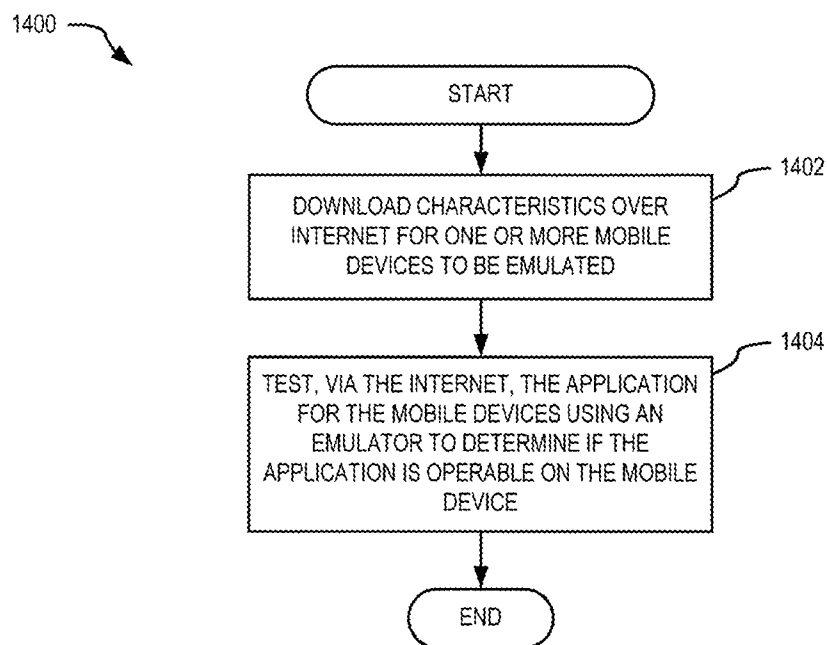 1400
START
1402
DOWNLOAD CHARACTERISTICS OVER
INTERNET FOR ONE OR MORE MOBILE
DEVICES TO BE EMULATED
1404
TEST, VIA THE INTERNET, THE APPLICATION
FOR THE MOBILE DEVICES USING AN
EMULATOR TO DETERMINE IF THE
APPLICATION IS OPERABLE ON THE MOBILE
DEVICE
END